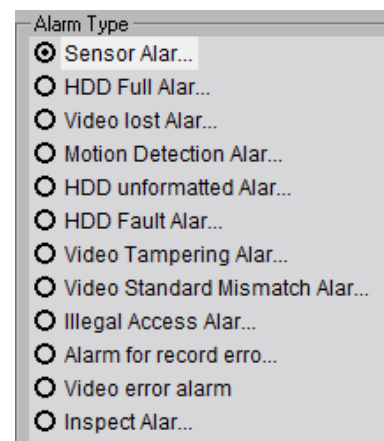 Alarm Type
Sensor Alar...
HDD Full Alar...
Video lost Alar...
Motion Detection Alar...
HDD unformatted Alar...
HDD Fault Alar...
Video Tampering Alar...
Video Standard Mismatch Alar...
Illegal Access Alar...
Alarm for record erro...
Video error alarm
Inspect Alar...